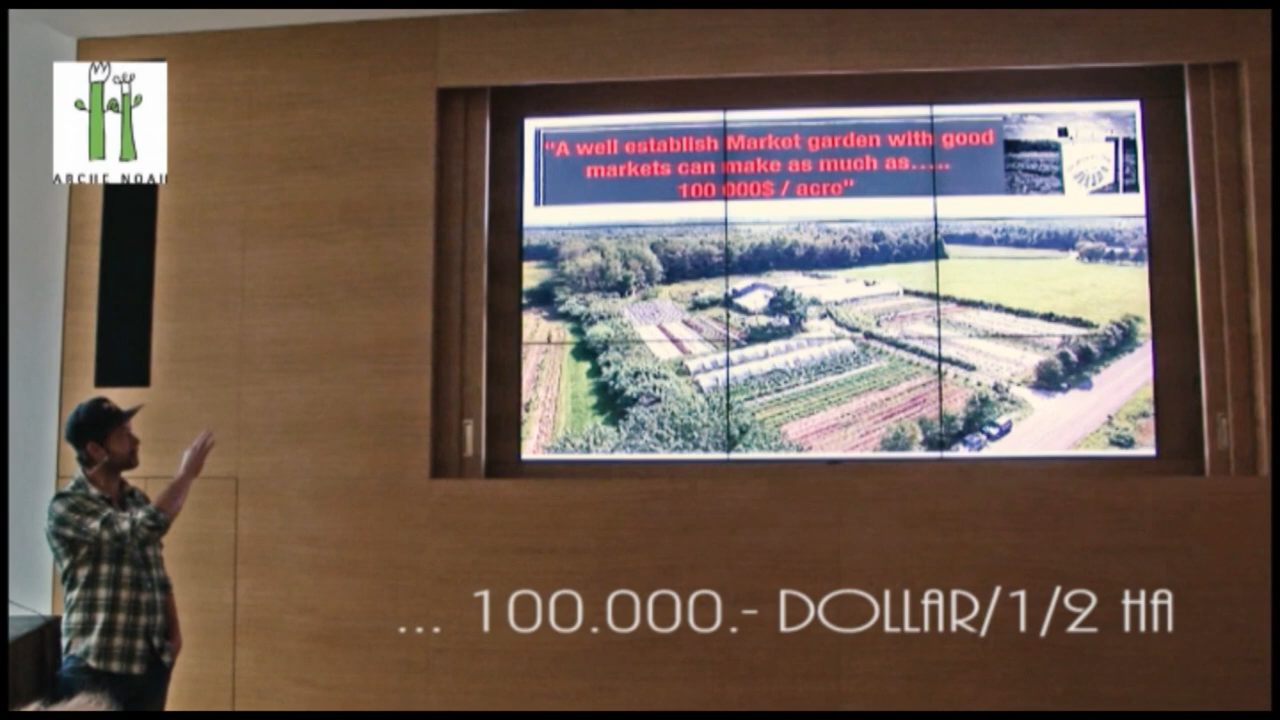 ARCHE NOAH
"A well establish Market garden with good
markets can make as much as.....
100 000$ / acre"
... 100.000.- DOLLAR/1/2 HA